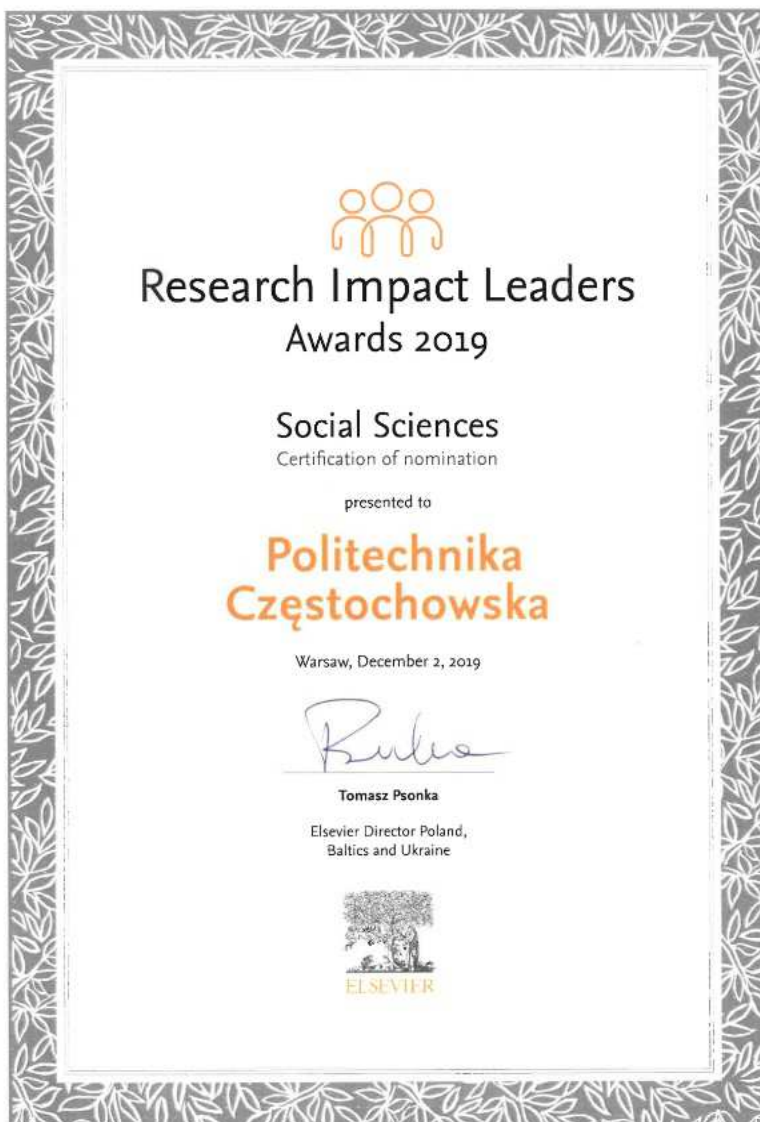 Research Impact Leaders
Awards 2019
Social Sciences
Certification of nomination
presented to
Politechnika
Częstochowska
Warsaw, December 2, 2019
Tomasz Psonka
Elsevier Director Poland,
Baltics and Ukraine
ELSEVIER